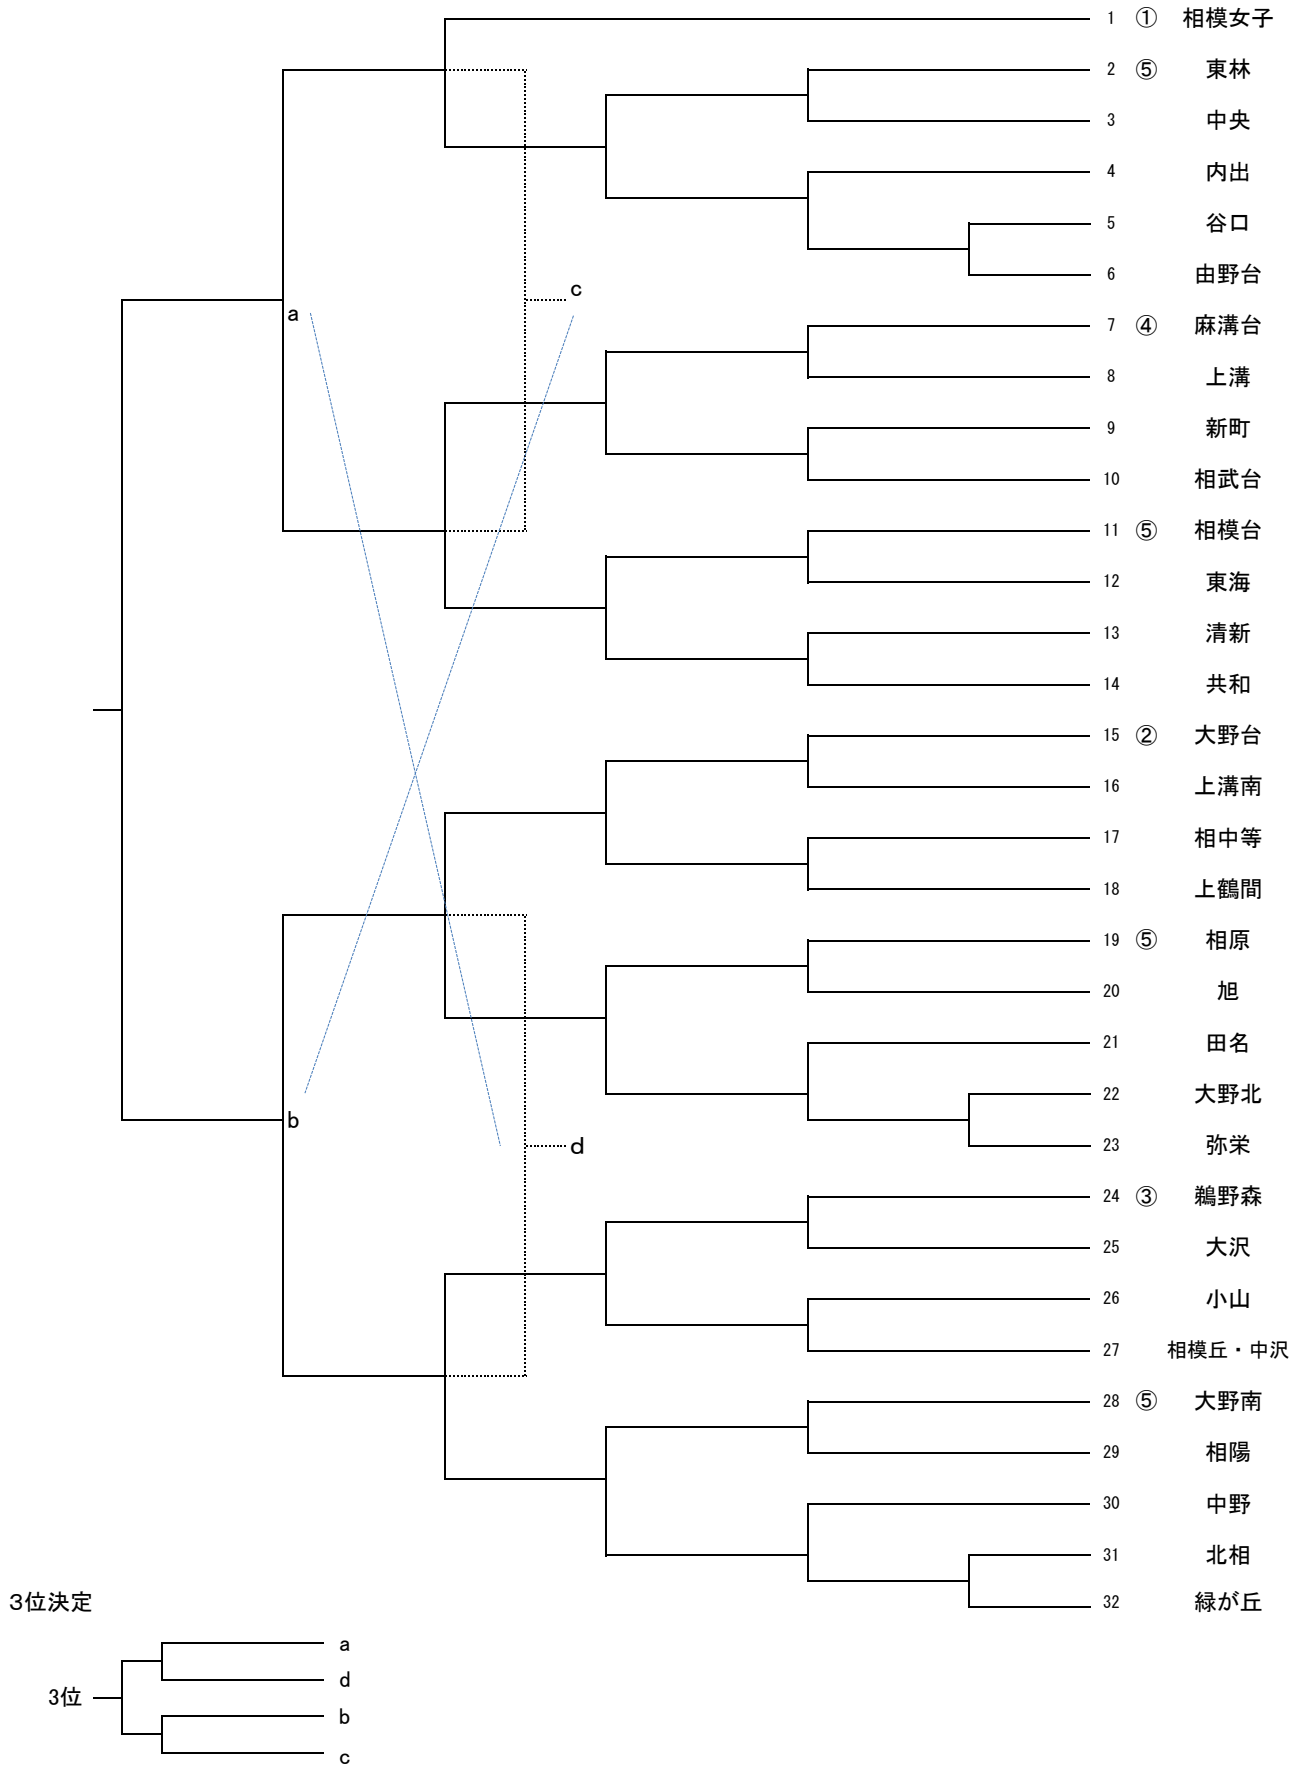 1 ① 相模女子
2 ⑤ 東林
3 中央
4 内出
5 谷口
6 由野台
c
7 ④ 麻溝台
a
8 上溝
9 新町
10 相武台
11 ⑤ 相模台
12 東海
13 清新
14 共和
15 ② 大野台
16 上溝南
17 相中等
18 上鶴間
19 ⑤ 相原
20 旭
21 田名
22 大野北
b
23 弥栄
d
24 ③ 鵜野森
25 大沢
26 小山
27 相模丘・中沢
28 ⑤ 大野南
29 相陽
30 中野
31 北相
32 緑が丘
3位決定
a
d
3位
b
c